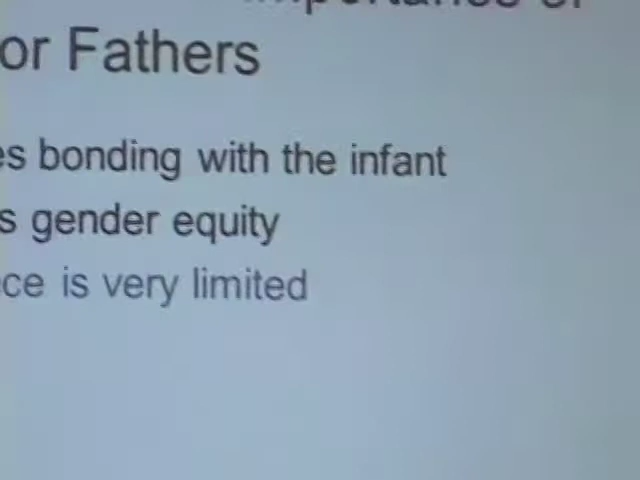 or Fathers
es bonding with the infant
s gender equity
ce is very limited